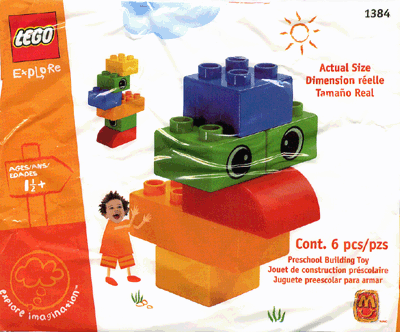 1384
LEGO
EXPLORE
Actual Size
Dimension réelle
Tamaño Real
AGES/ANS/
EDADES
1½+
Cont. 6 pcs/pzs
Preschool Building Toy
Jouet de construction préscolaire
Juguete preescolar para armar
explore imagination™
M